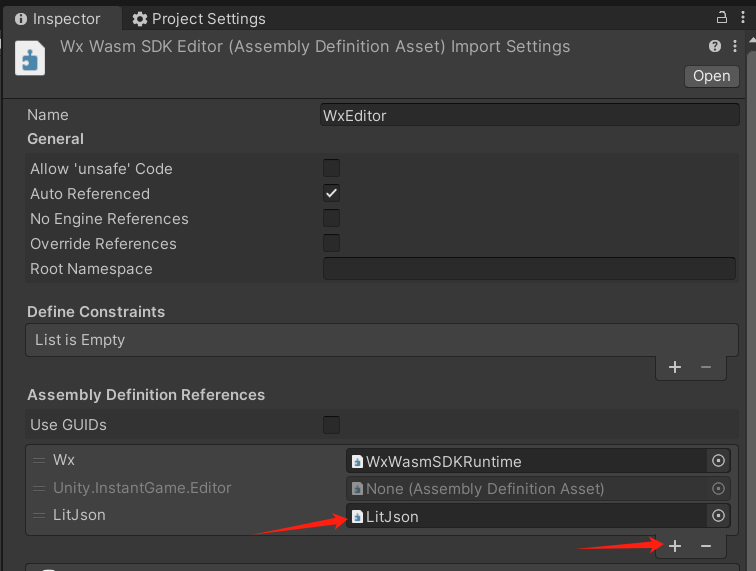 Inspector
Project Settings
Wx Wasm SDK Editor (Assembly Definition Asset) Import Settings
Open
Name
WxEditor
General
Allow 'unsafe' Code
Auto Referenced
No Engine References
Override References
Root Namespace
Define Constraints
List is Empty
Assembly Definition References
Use GUIDs
Wx
WxWasmSDKRuntime
Unity.InstantGame.Editor
None (Assembly Definition Asset)
LitJson
LitJson